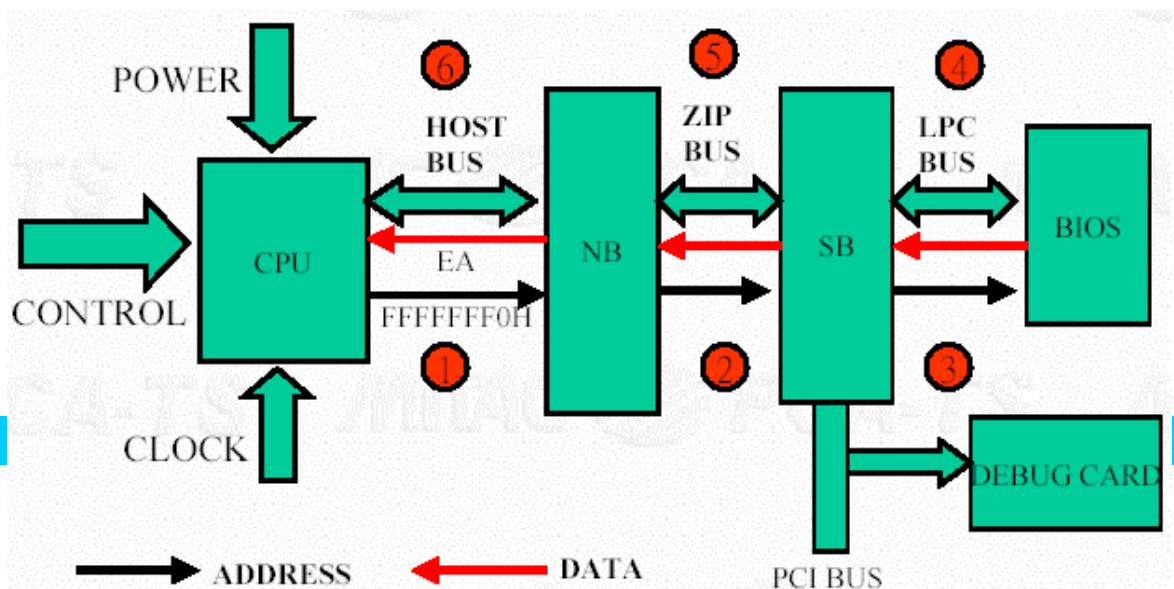 POWER
6
5
4
HOST
BUS
ZIP
BUS
LPC
BUS
CPU
NB
SB
BIOS
EA
FFFFFFF0H
CONTROL
1
2
3
CLOCK
DEBUG CARD
ADDRESS
DATA
PCI BUS